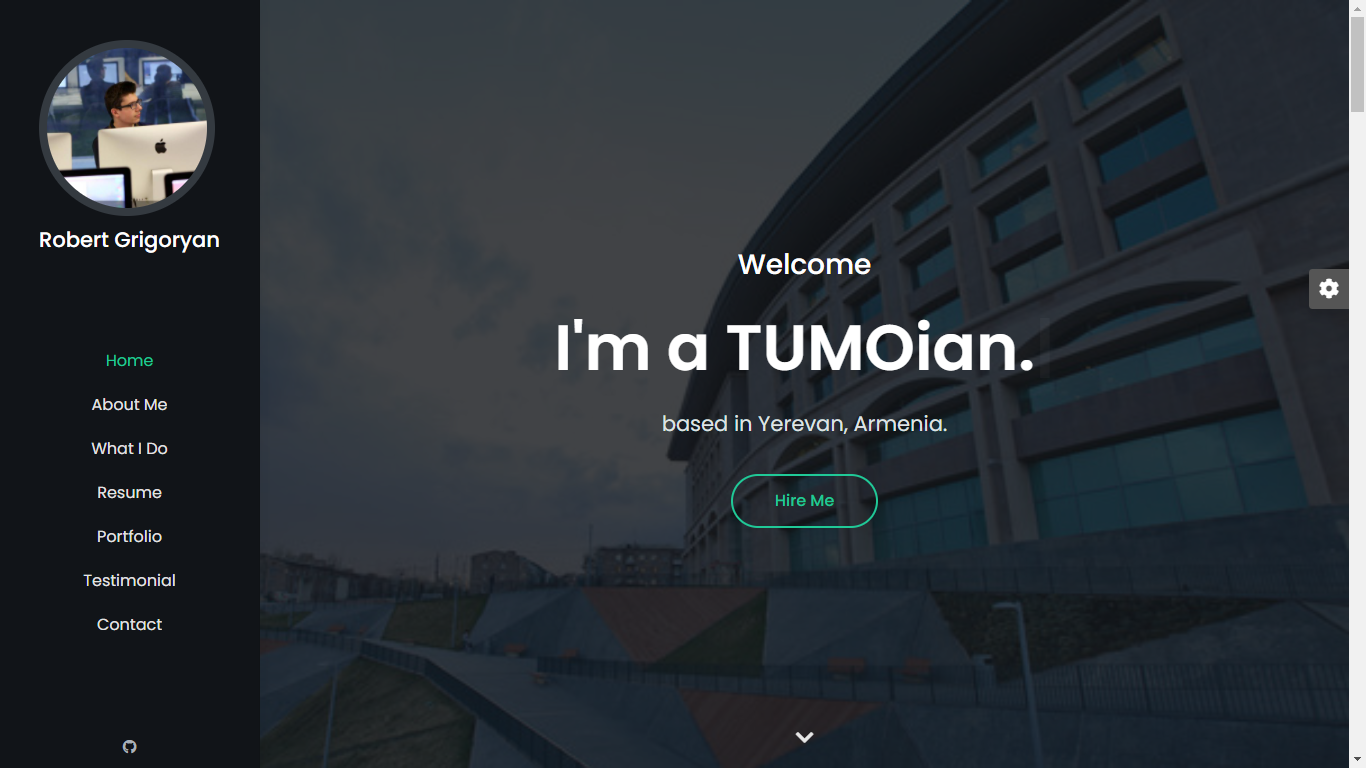 Robert Grigoryan
Home
About Me
What I Do
Resume
Portfolio
Testimonial
Contact
Welcome
I'm a TUMOian.
based in Yerevan, Armenia.
Hire Me